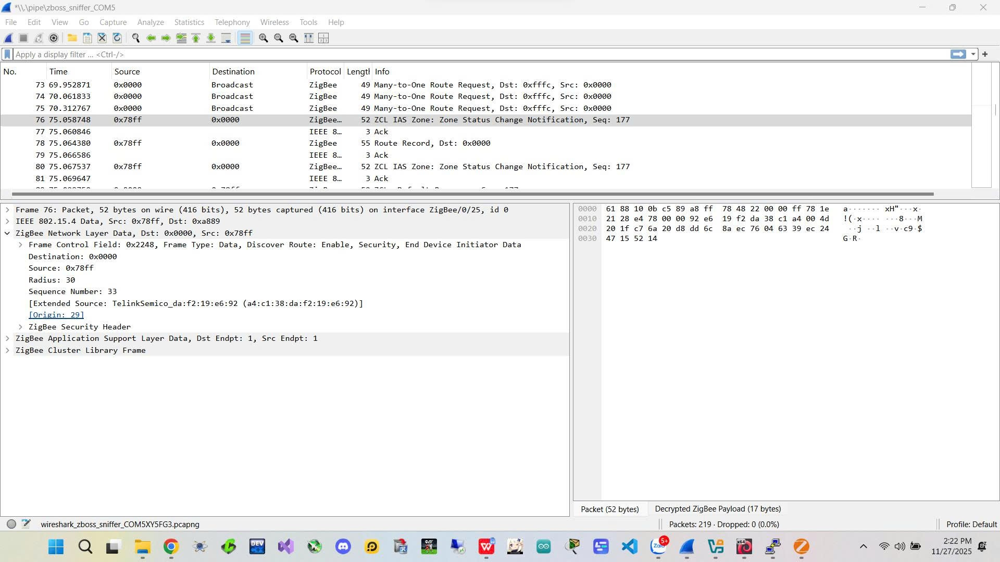 *\\.\pipe\zboss_sniffer_COM5
File Edit View Go Capture Analyze Statistics Telephony Wireless Tools Help
Apply a display filter … <Ctrl-/>
No. Time Source Destination Protocol Length Info
73 69.952871 0x0000 Broadcast ZigBee 49 Many-to-One Route Request, Dst: 0xfffc, Src: 0x0000
74 70.061833 0x0000 Broadcast ZigBee 49 Many-to-One Route Request, Dst: 0xfffc, Src: 0x0000
75 70.312767 0x0000 Broadcast ZigBee 49 Many-to-One Route Request, Dst: 0xfffc, Src: 0x0000
76 75.058748 0x78ff 0x0000 ZigBee… 52 ZCL IAS Zone: Zone Status Change Notification, Seq: 177
77 75.060846 IEEE 8… 3 Ack
78 75.064380 0x78ff 0x0000 ZigBee 55 Route Record, Dst: 0x0000
79 75.066586 IEEE 8… 3 Ack
80 75.067537 0x78ff 0x0000 ZigBee… 52 ZCL IAS Zone: Zone Status Change Notification, Seq: 177
81 75.069647 IEEE 8… 3 Ack
Frame 76: Packet, 52 bytes on wire (416 bits), 52 bytes captured (416 bits) on interface ZigBee/0/25, id 0
IEEE 802.15.4 Data, Src: 0x78ff, Dst: 0xa889
ZigBee Network Layer Data, Dst: 0x0000, Src: 0x78ff
Frame Control Field: 0x2248, Frame Type: Data, Discover Route: Enable, Security, End Device Initiator Data
Destination: 0x0000
Source: 0x78ff
Radius: 30
Sequence Number: 33
[Extended Source: TelinkSemico_da:f2:19:e6:92 (a4:c1:38:da:f2:19:e6:92)]
[Origin: 29]
ZigBee Security Header
ZigBee Application Support Layer Data, Dst Endpt: 1, Src Endpt: 1
ZigBee Cluster Library Frame
0000 61 88 10 0b c5 89 a8 ff 78 48 22 00 00 ff 78 1e a······· xH"···x·
0010 21 28 e4 78 00 00 92 e6 19 f2 da 38 c1 a4 00 4d !(·x···· ···8···M
0020 20 1f c7 6a 20 d8 dd 6c 8a ec 76 04 63 39 ec 24 ··j ··l ··v·c9·$
0030 47 15 52 14 G·R·
Packet (52 bytes) Decrypted ZigBee Payload (17 bytes)
wireshark_zboss_sniffer_COM5XY5FG3.pcapng Packets: 219 · Dropped: 0 (0.0%) Profile: Default
DEV
Zalo 5+
x64
2:22 PM
11/27/2025